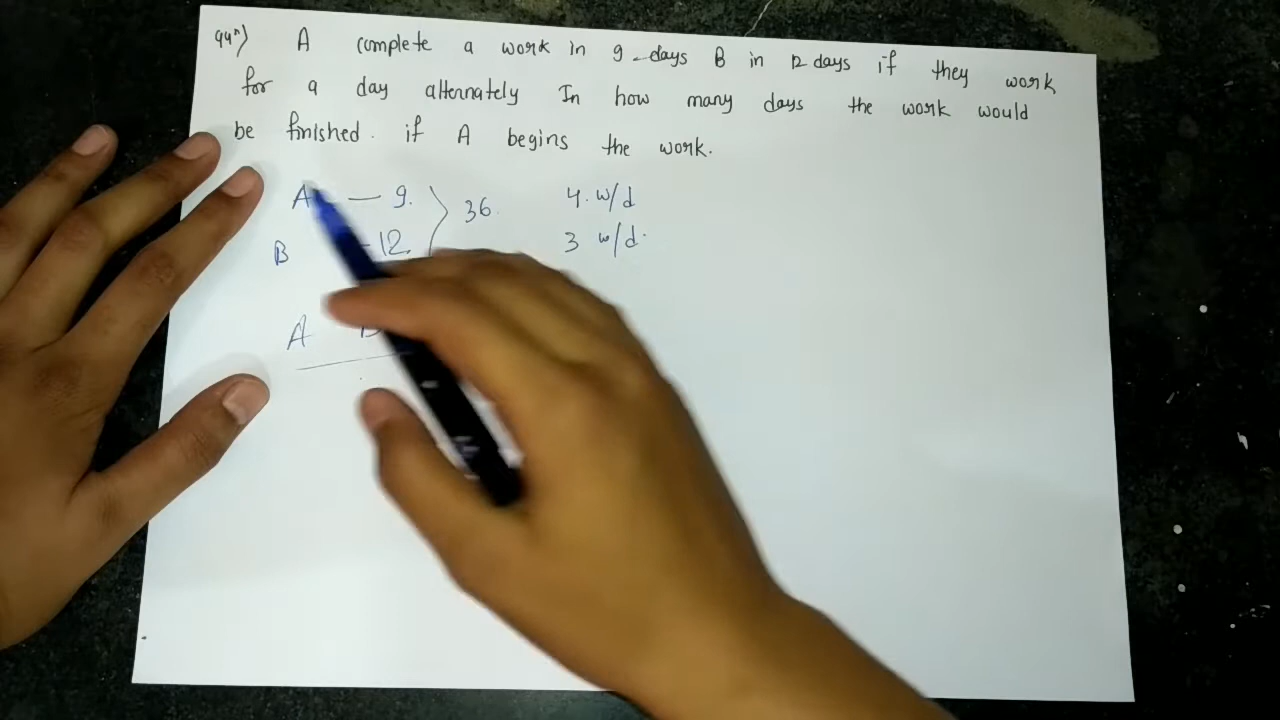 A complete a work in 9 days B in 12 days if they work
for a day alternately In how many days the work would
be finished. if A begins the work.
A — 9. 36. 4. w/d
B -12. 3 w/d.
A B